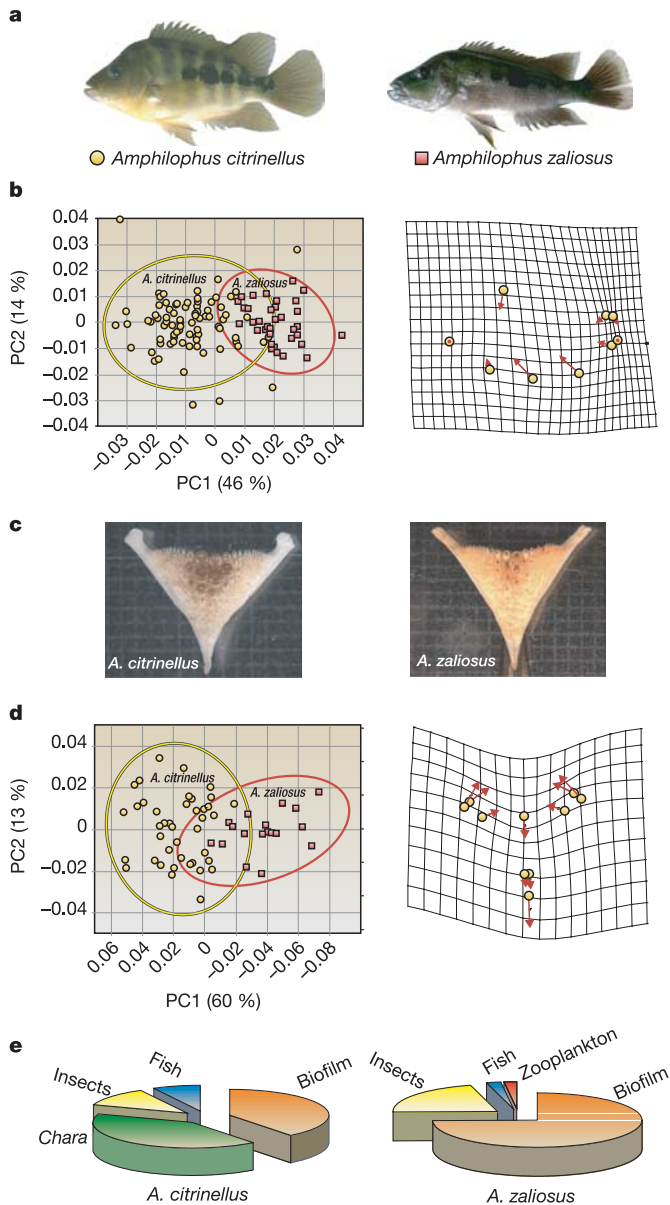 a
Amphilophus citrinellus
Amphilophus zaliosus
b
0.04
0.03
0.02
0.01
0
−0.01
−0.02
−0.03
−0.04
PC2 (14 %)
A. citrinellus
A. zaliosus
−0.03
−0.02
−0.01
0
0.01
0.02
0.03
0.04
PC1 (46 %)
c
A. citrinellus
A. zaliosus
d
0.04
0.02
0
−0.02
−0.04
PC2 (13 %)
A. citrinellus
A. zaliosus
0.06
0.04
0.02
0
−0.02
−0.04
−0.06
−0.08
PC1 (60 %)
e
Chara
Insects
Fish
Biofilm
A. citrinellus
Insects
Fish
Zooplankton
Biofilm
A. zaliosus